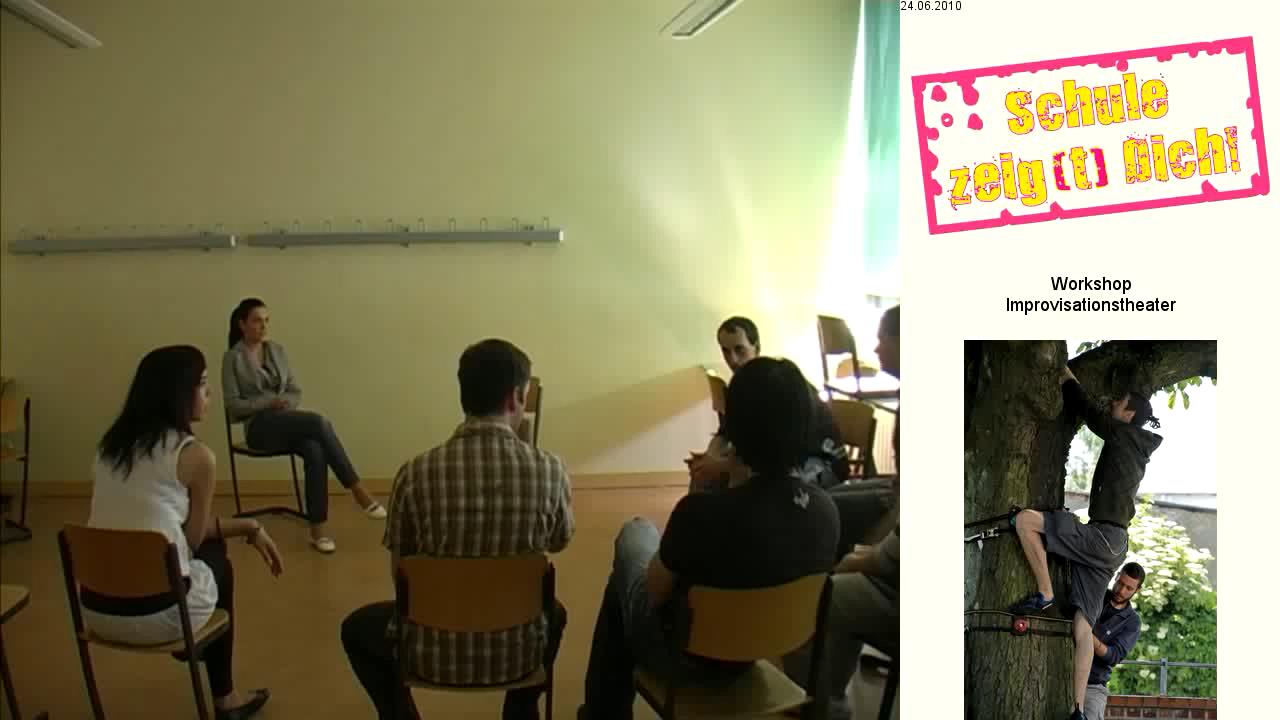 24.06.2010
Schule
zeig(t) Dich!
Workshop
Improvisationstheater